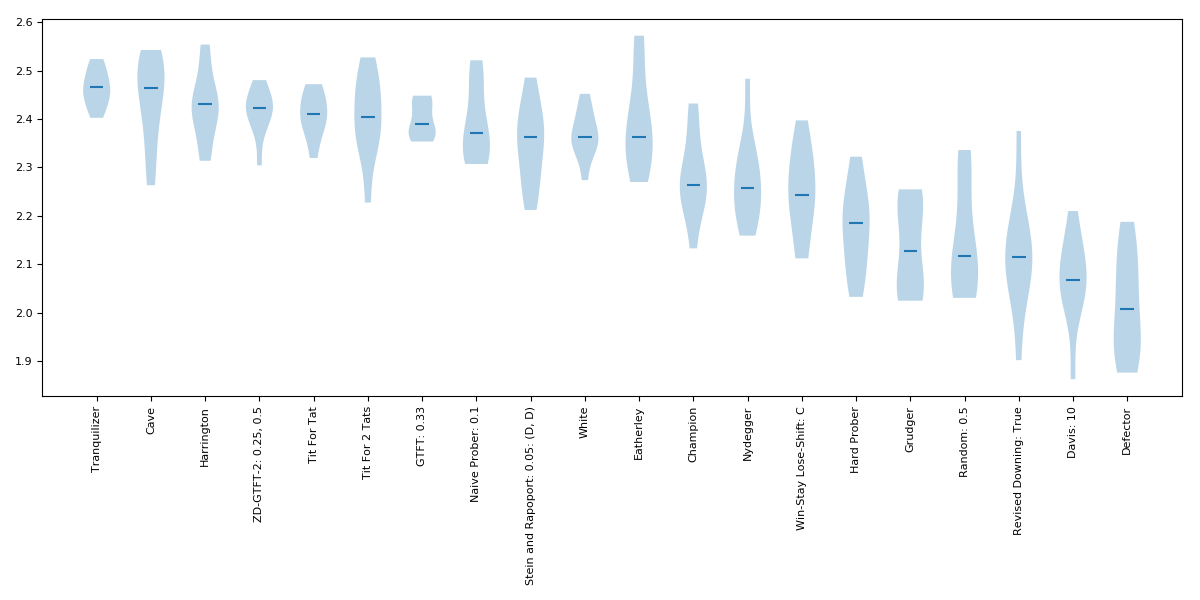 2.6
2.5
2.4
2.3
2.2
2.1
2.0
1.9
Tranquilizer
Cave
Harrington
ZD-GTFT-2: 0.25, 0.5
Tit For Tat
Tit For 2 Tats
GTFT: 0.33
Naive Prober: 0.1
Stein and Rapoport: 0.05: (D, D)
White
Eatherley
Champion
Nydegger
Win-Stay Lose-Shift: C
Hard Prober
Grudger
Random: 0.5
Revised Downing: True
Davis: 10
Defector